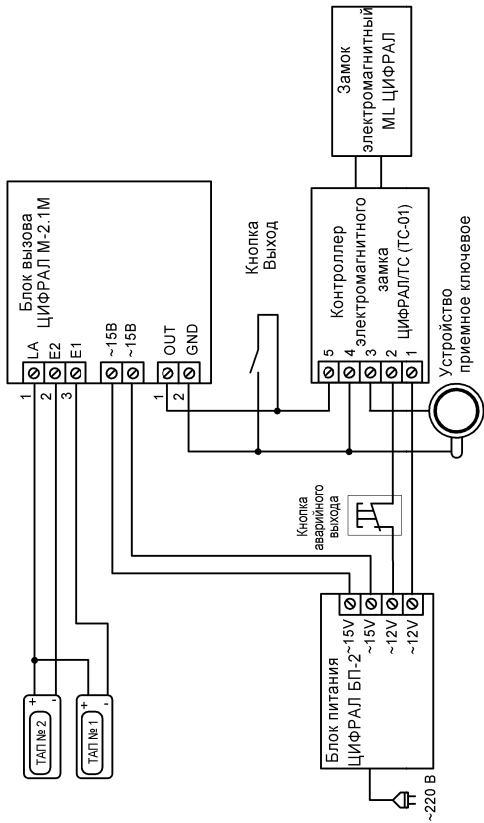 Блок вызова
ЦИФРАЛ М-2.1М
1
LA
2
E2
3
E1
~15В
~15В
1
OUT
2
GND
Кнопка
Выход
Замок
электромагнитный
ML ЦИФРАЛ
Контроллер
электромагнитного
замка
ЦИФРАЛ/ТС (ТС-01)
5
4
3
2
1
Устройство
приемное ключевое
Кнопка
аварийного
выхода
+
-
ТАП № 2
+
-
ТАП № 1
Блок питания
ЦИФРАЛ БП-2
~15V
~15V
~12V
~12V
~220 В